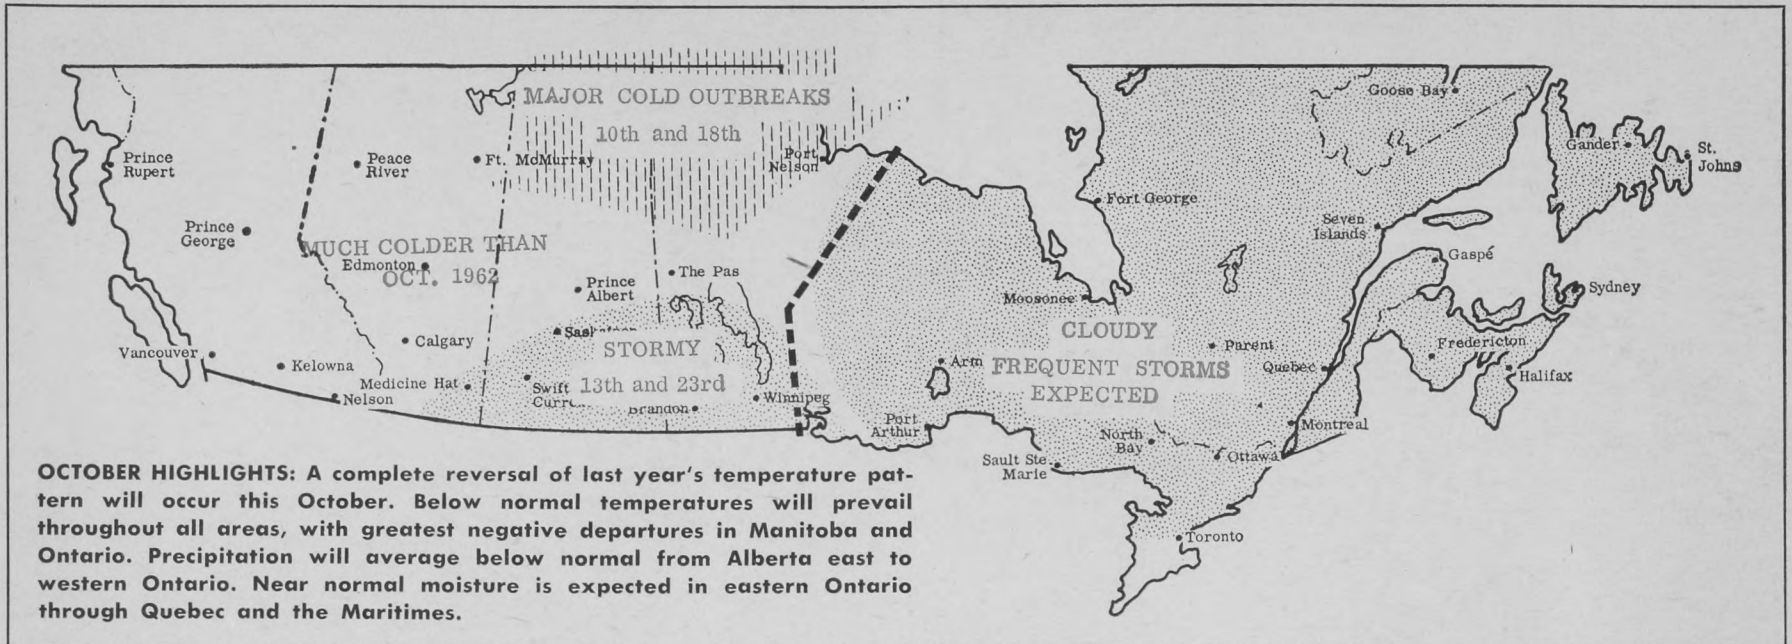 MAJOR COLD OUTBREAKS
10th and 18th
Goose Bay
Gander
St.
Johns
Prince
Rupert
Peace
River
Ft. McMurray
Port
Nelson
Fort George
Prince
George
Seven
Islands
MUCH COLDER THAN
OCT. 1962
Edmonton
The Pas
Gaspé
Prince
Albert
Moosonee
Sydney
Saskatoon
STORMY
13th and 23rd
CLOUDY
FREQUENT STORMS
EXPECTED
Calgary
Vancouver
Kelowna
Medicine Hat
Nelson
Swift
Brandon
Winnipeg
Arm
Parent
Quebec
Fredericton
Halifax
Port
Arthur
North
Bay
Montreal
Ottawa
Sault Ste.
Marie
Toronto
OCTOBER HIGHLIGHTS: A complete reversal of last year's temperature pat-
tern will occur this October. Below normal temperatures will prevail
throughout all areas, with greatest negative departures in Manitoba and
Ontario. Precipitation will average below normal from Alberta east to
western Ontario. Near normal moisture is expected in eastern Ontario
through Quebec and the Maritimes.